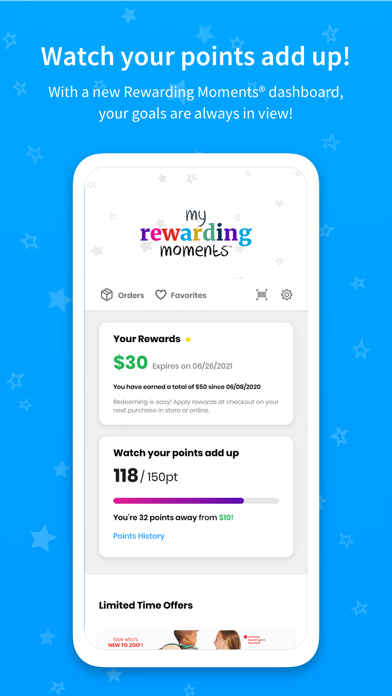 Watch your points add up!
With a new Rewarding Moments® dashboard,
your goals are always in view!
my
rewarding
moments™
Orders Favorites
Your Rewards
$30 Expires on 06/26/2021
You have earned a total of $50 since 06/08/2020
Redeeming is easy! Apply rewards at checkout on your
next purchase in store or online.
Watch your points add up
118 / 150pt
You're 32 points away from $10!
Points History
Limited Time Offers
look who's
NEW TO ZOO™!